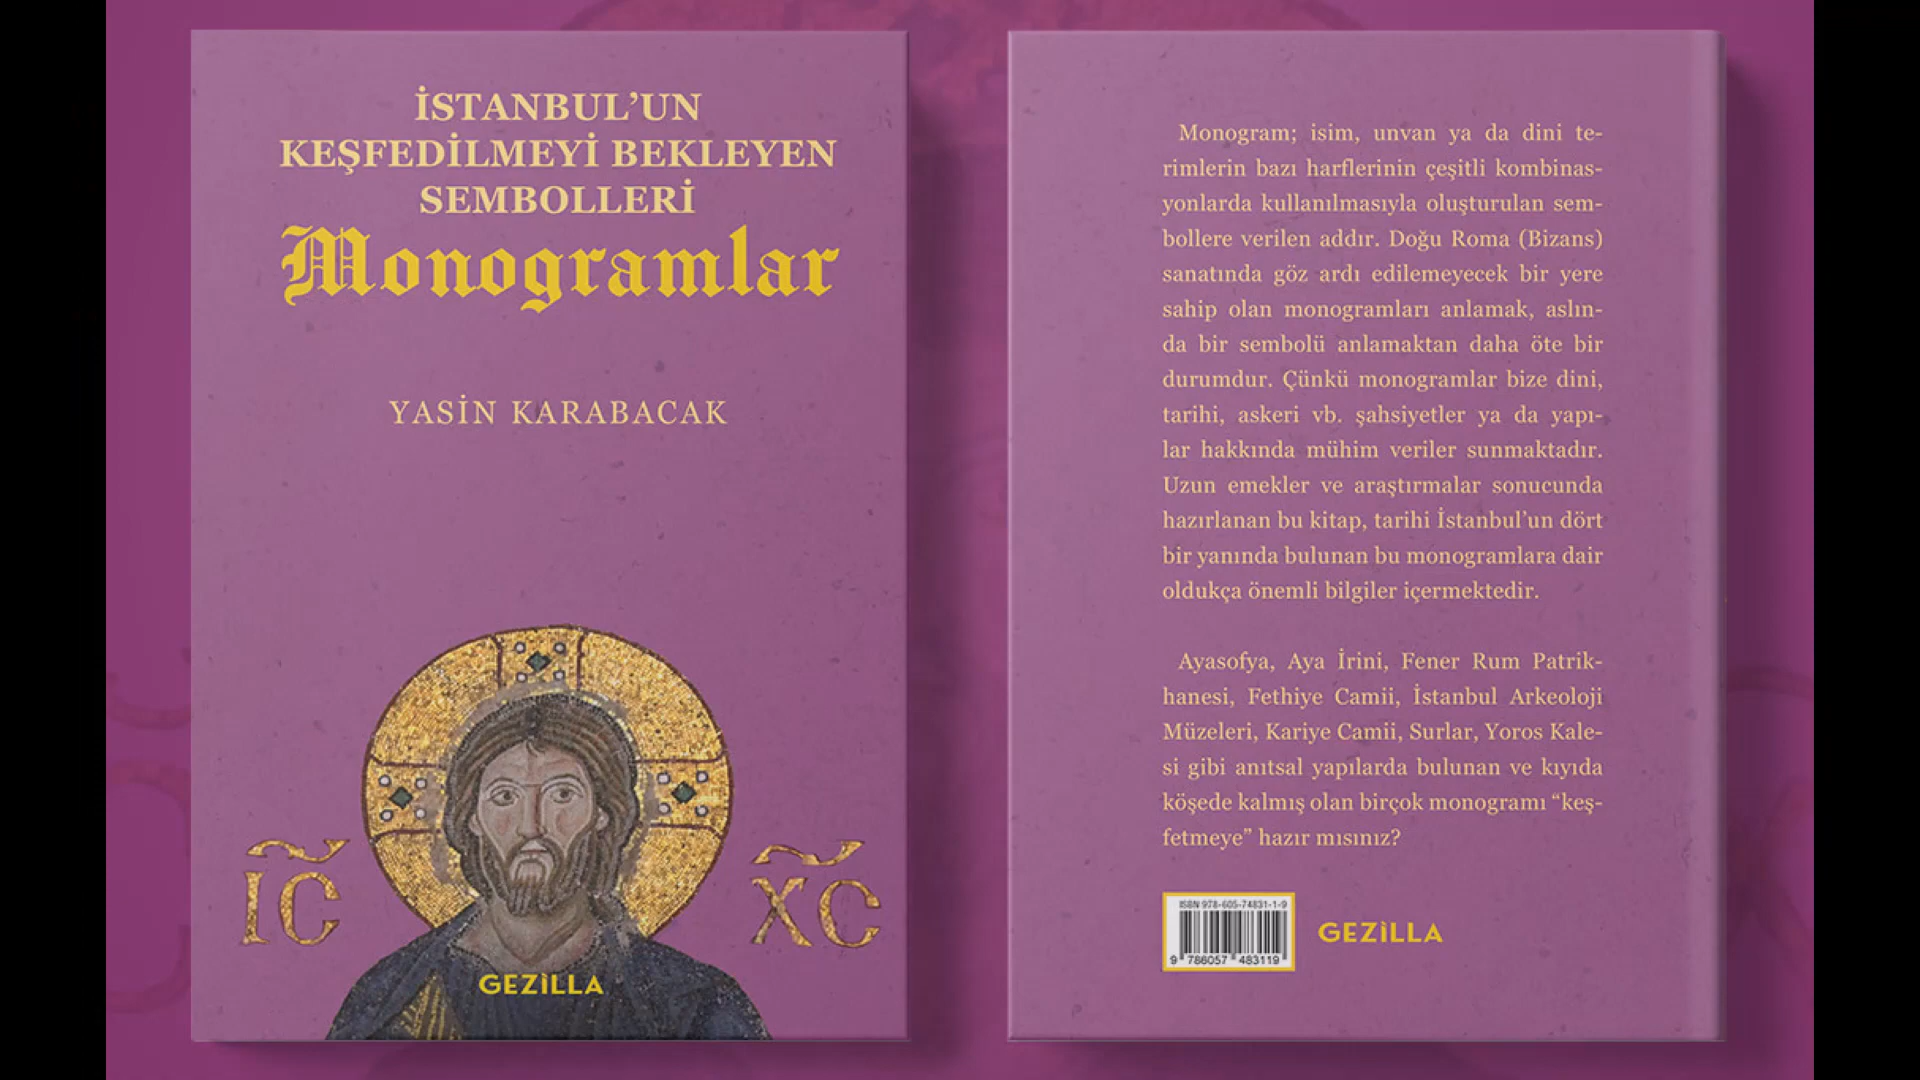 İSTANBUL'UN
KEŞFEDİLMEYİ BEKLEYEN
SEMBOLLERİ
Monogramlar
YASİN KARABACAK
IC
XC
GEZİLLA
Monogram; isim, unvan ya da dini te-
rimlerin bazı harflerinin çeşitli kombinas-
yonlarda kullanılmasıyla oluşturulan sem-
bollere verilen addır. Doğu Roma (Bizans)
sanatında göz ardı edilemeyecek bir yere
sahip olan monogramları anlamak, aslın-
da bir sembolü anlamaktan daha öte bir
durumdur. Çünkü monogramlar bize dini,
tarihi, askeri vb. şahsiyetler ya da yapı-
lar hakkında mühim veriler sunmaktadır.
Uzun emekler ve araştırmalar sonucunda
hazırlanan bu kitap, tarihi İstanbul'un dört
bir yanında bulunan bu monogramlara dair
oldukça önemli bilgiler içermektedir.
Ayasofya, Aya İrini, Fener Rum Patrik-
hanesi, Fethiye Camii, İstanbul Arkeoloji
Müzeleri, Kariye Camii, Surlar, Yoros Kale-
si gibi anıtsal yapılarda bulunan ve kıyıda
köşede kalmış olan birçok monogramı “keş-
fetmeye” hazır mısınız?
ISBN 978-605-74831-1-9
9 786057 483119
GEZİLLA